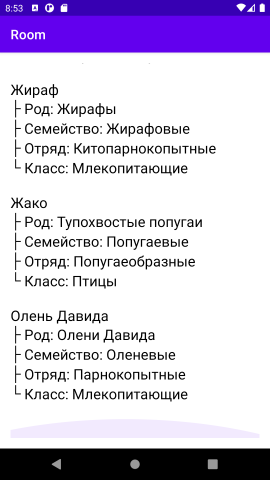 8:53
Room
Жираф
├ Род: Жирафы
├ Семейство: Жирафовые
├ Отряд: Китопарнокопытные
└ Класс: Млекопитающие
Жако
├ Род: Тупохвостые попугаи
├ Семейство: Попугаевые
├ Отряд: Попугаеобразные
└ Класс: Птицы
Олень Давида
├ Род: Олени Давида
├ Семейство: Оленевые
├ Отряд: Парнокопытные
└ Класс: Млекопитающие